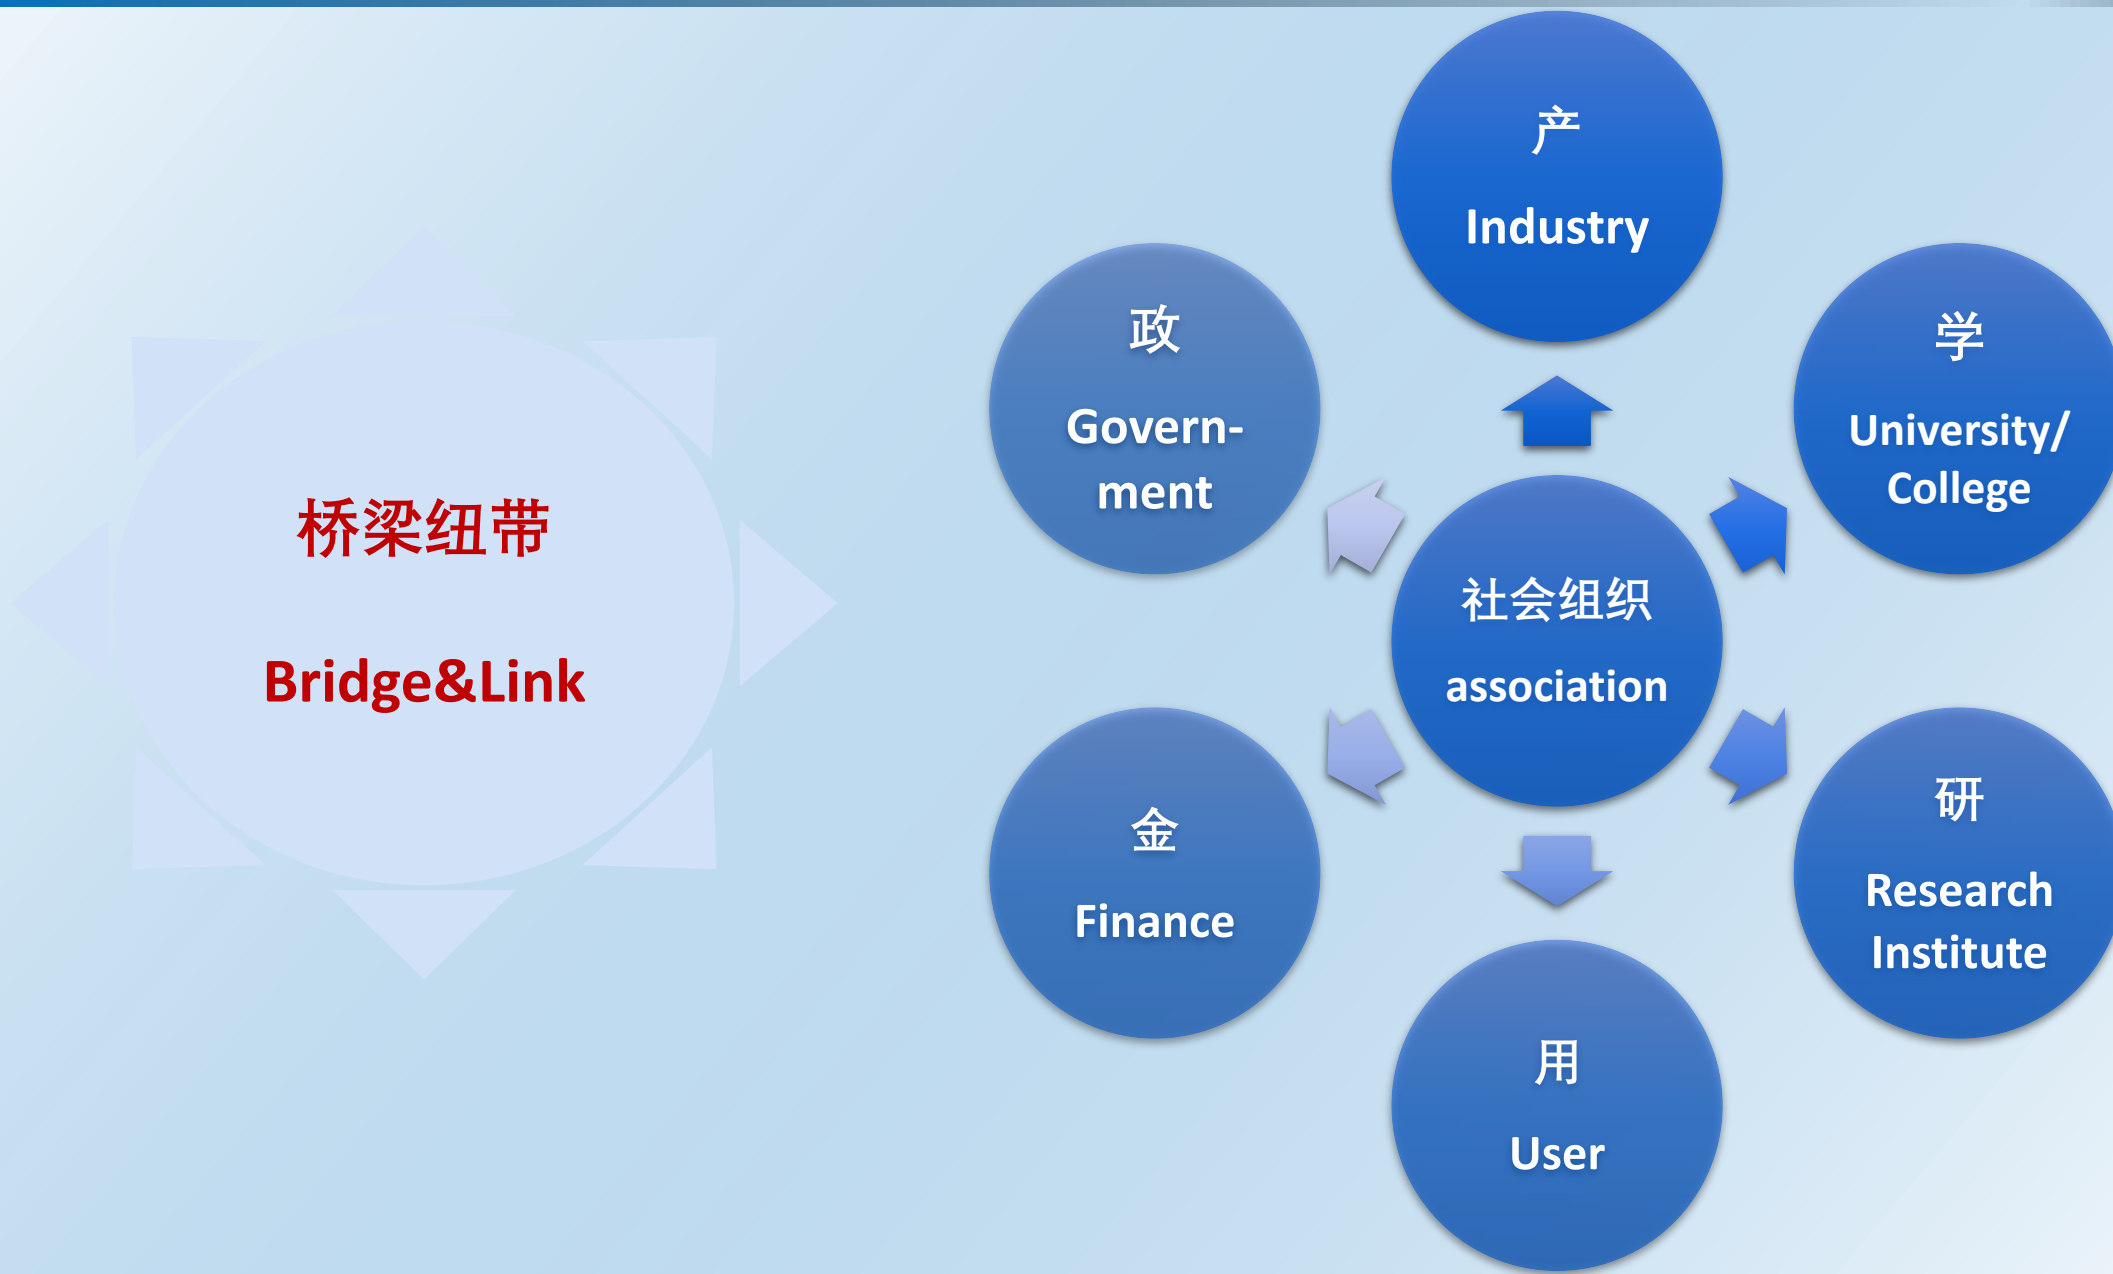 桥梁纽带
Bridge&Link
产
Industry
学
University/
College
研
Research
Institute
用
User
金
Finance
政
Govern-
ment
社会组织
association